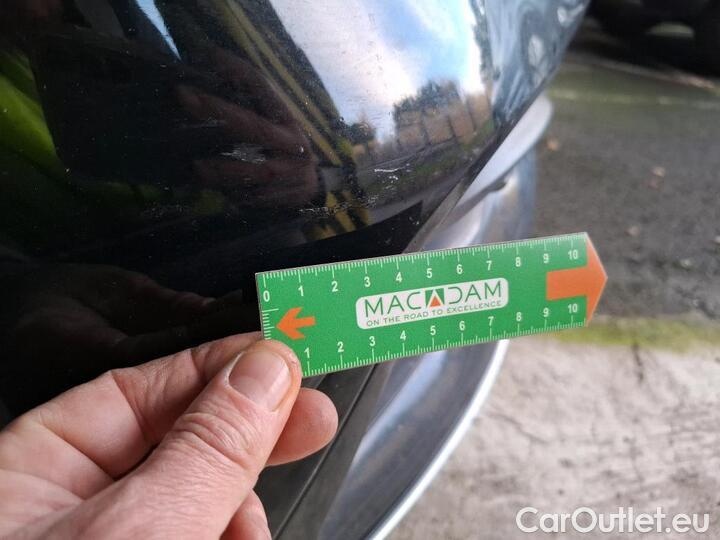 0 1 2 3 4 5 6 7 8 9 10
MACADAM
ON THE ROAD TO EXCELLENCE
1 2 3 4 5 6 7 8 9 10
CarOutlet.eu